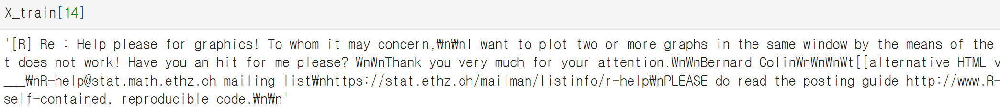 X_train[14]
'[R] Re : Help please for graphics! To whom it may concern,₩n₩nI want to plot two or more graphs in the same window by the means of the
t does not work! Have you an hit for me please? ₩n₩nThank you very much for your attention.₩n₩nBernard Colin₩n₩n₩n₩t[[alternative HTML v
___₩nR-help@stat.math.ethz.ch mailing list₩nhttps://stat.ethz.ch/mailman/listinfo/r-help₩nPLEASE do read the posting guide http://www.R-
self-contained, reproducible code.₩n₩n'